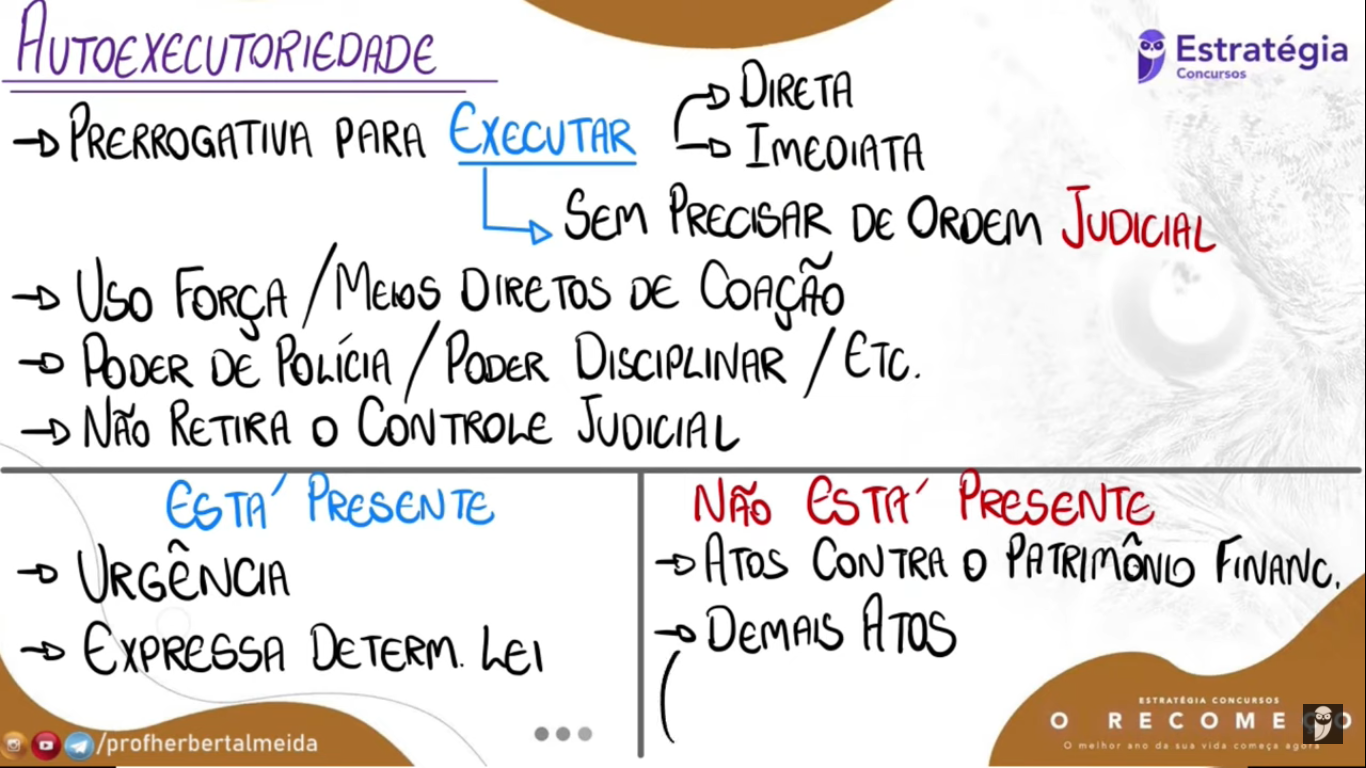 AUTOEXECUTORIEDADE
Estratégia
Concursos
→ PRERROGATIVA PARA EXECUTAR
→ DIRETA
→ IMEDIATA
→ SEM PRECISAR DE ORDEM JUDICIAL
→ USO FORÇA / MEIOS DIRETOS DE COAÇÃO
→ PODER DE POLÍCIA / PODER DISCIPLINAR / ETC.
→ NÃO RETIRA O CONTROLE JUDICIAL
ESTÁ PRESENTE
→ URGÊNCIA
→ EXPRESSA DETERM. LEI
NÃO ESTÁ PRESENTE
→ ATOS CONTRA O PATRIMÔNIO FINANC.
→ DEMAIS ATOS
/profherbertalmeida
ESTRATÉGIA CONCURSOS
O RECOMEÇO
O melhor ano da sua vida começa agora